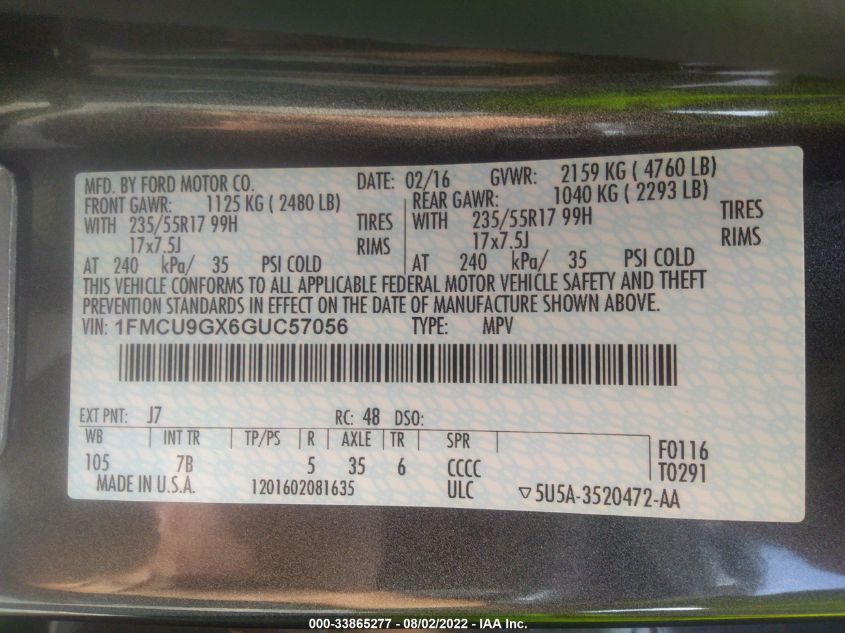 MFD. BY FORD MOTOR CO. DATE: 02/16 GVWR: 2159 KG ( 4760 LB)
FRONT GAWR: 1125 KG ( 2480 LB) REAR GAWR: 1040 KG ( 2293 LB)
WITH 235/55R17 99H TIRES WITH 235/55R17 99H TIRES
17x7.5J RIMS 17x7.5J RIMS
AT 240 kPa/ 35 PSI COLD AT 240 kPa/ 35 PSI COLD
THIS VEHICLE CONFORMS TO ALL APPLICABLE FEDERAL MOTOR VEHICLE SAFETY AND THEFT
PREVENTION STANDARDS IN EFFECT ON THE DATE OF MANUFACTURE SHOWN ABOVE.
VIN: 1FMCU9GX6GUC57056 TYPE: MPV
EXT PNT: J7 RC: 48 DSO:
WB INT TR TP/PS R AXLE TR SPR F0116
105 7B 5 35 6 CCCC T0291
MADE IN U.S.A. 1201602081635 ULC ▽5U5A-3520472-AA
000-33865277 - 08/02/2022 - IAA Inc.